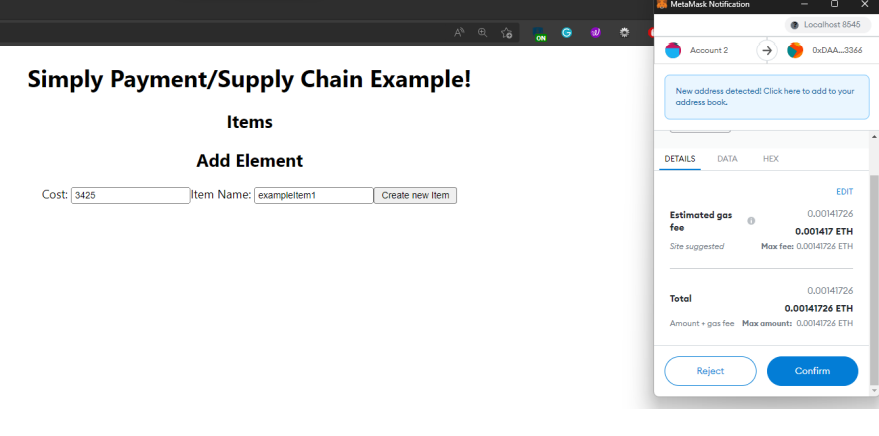 MetaMask Notification
Localhost 8545
ON
Account 2
0xDAA...3366
Simply Payment/Supply Chain Example!
New address detected! Click here to add to your
address book.
Items
Add Element
DETAILS DATA HEX
Cost: 3425 Item Name: exampleItem1 Create new Item
EDIT
Estimated gas
fee
0.00141726
0.001417 ETH
Site suggested Max fee: 0.00141726 ETH
0.00141726
Total
0.00141726 ETH
Amount + gas fee Max amount: 0.00141726 ETH
Reject Confirm